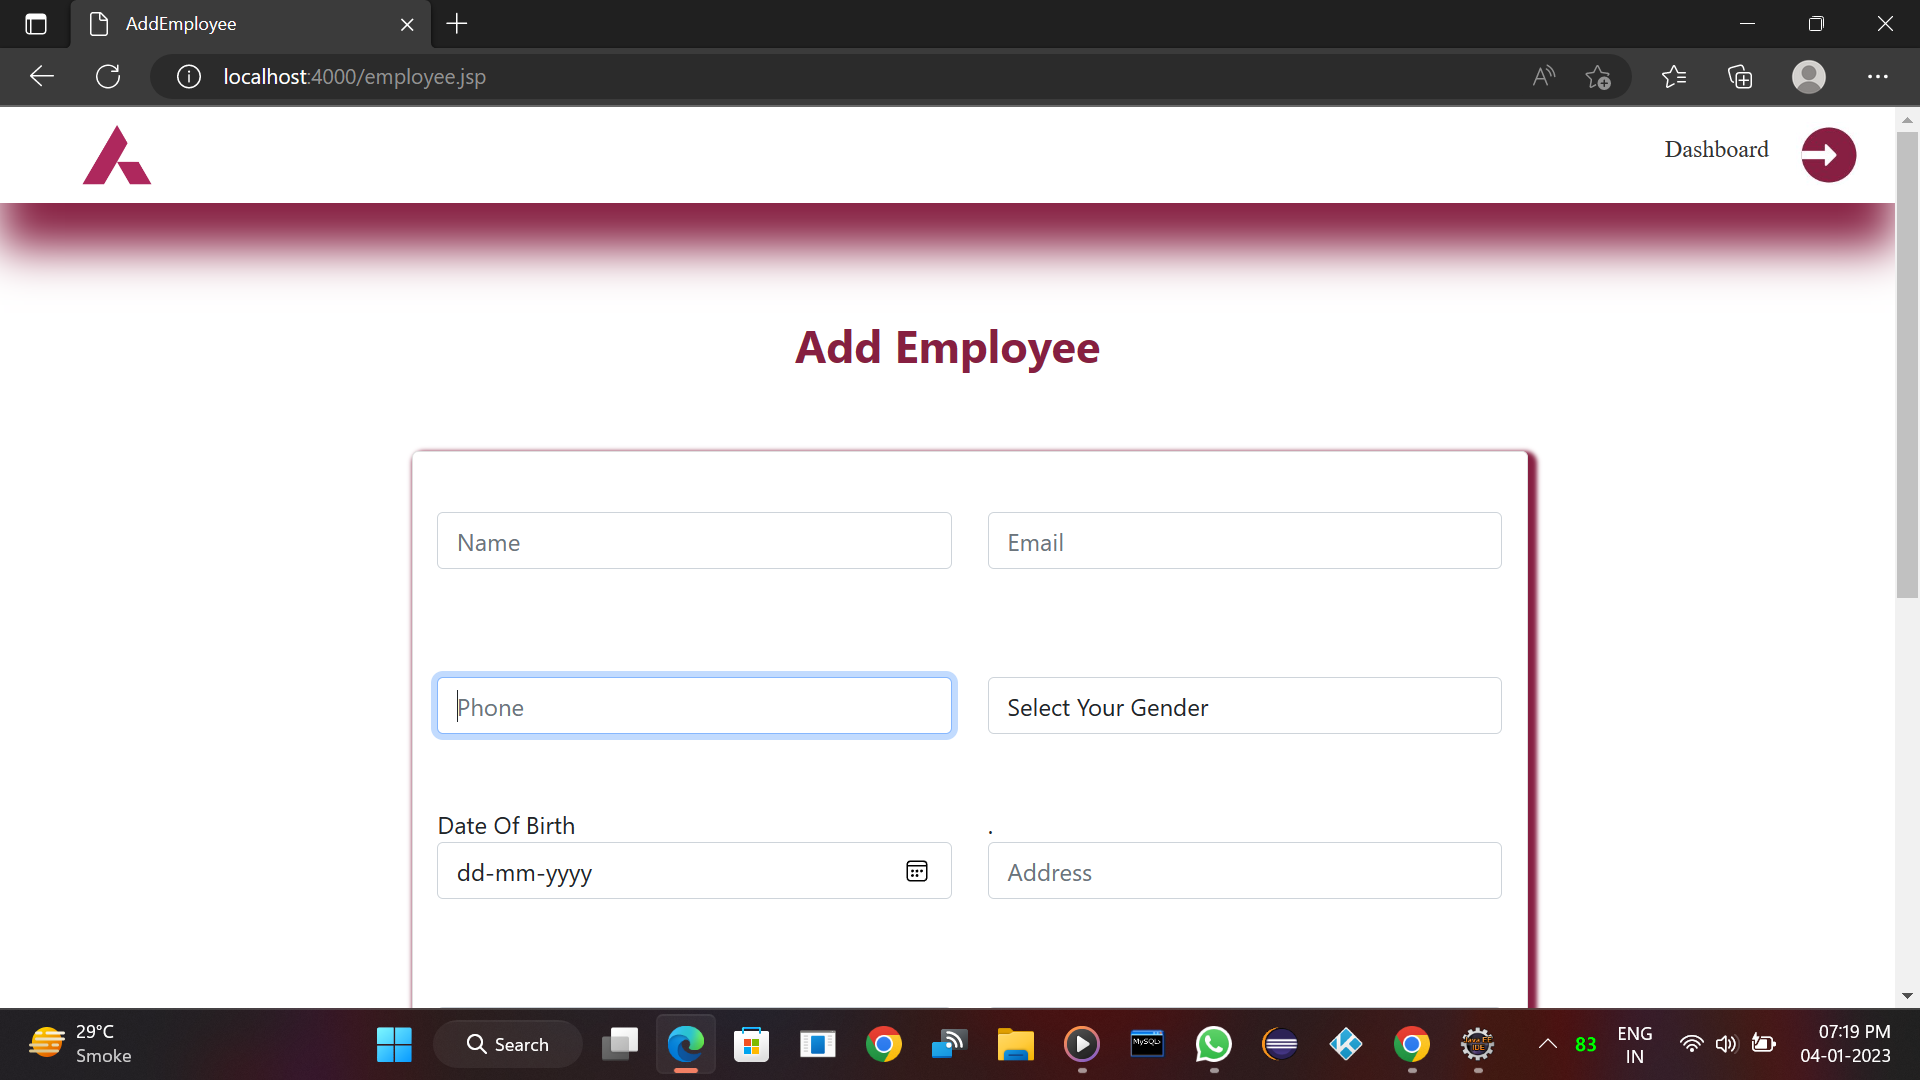 AddEmployee
localhost:4000/employee.jsp
Dashboard
Add Employee
Name
Email
Phone
Select Your Gender
Date Of Birth
.
dd-mm-yyyy
Address
29°C
Smoke
Search
MySQL
83
ENG
IN
07:19 PM
04-01-2023